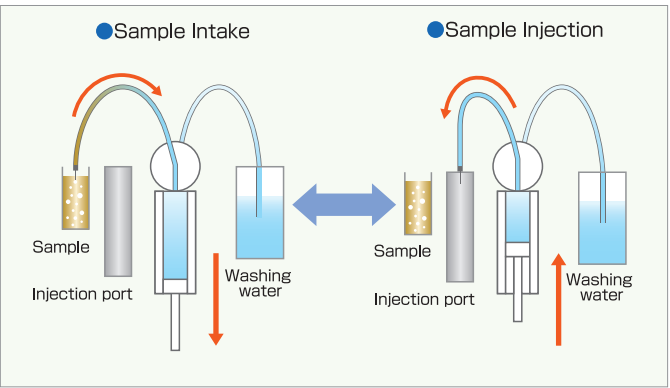 ●Sample Intake
Sample
Injection port
Washing
water
●Sample Injection
Sample
Injection port
Washing
water